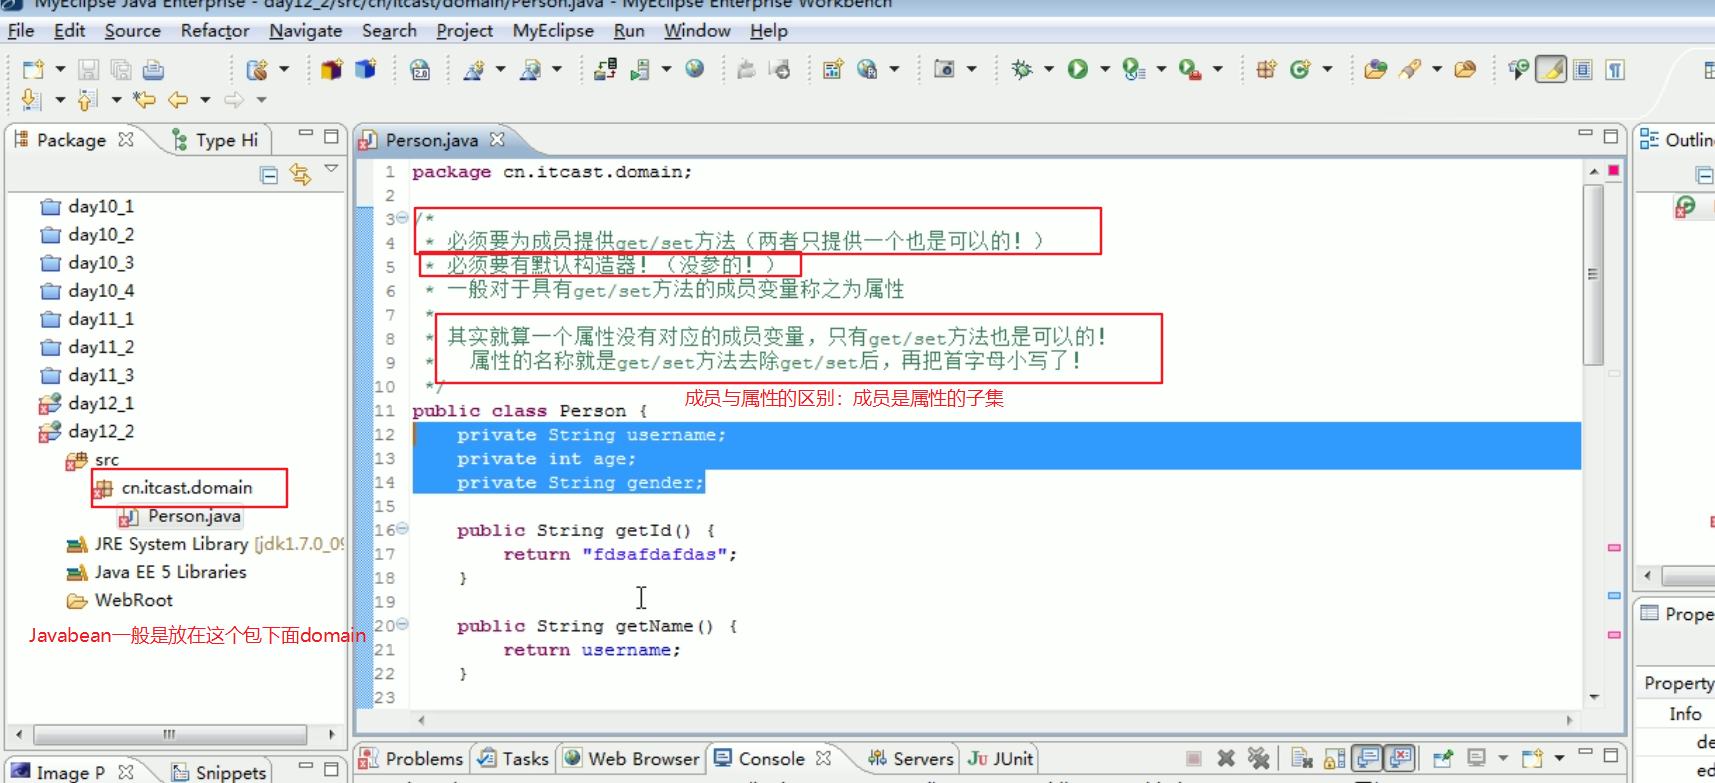 MyEclipse Java Enterprise - day12_2/src/cn/itcast/domain/Person.java - MyEclipse Enterprise Workbench
File Edit Source Refactor Navigate Search Project MyEclipse Run Window Help
Package
Type Hi
Person.java
Outlin
day10_1
day10_2
day10_3
day10_4
day11_1
day11_2
day11_3
day12_1
day12_2
src
cn.itcast.domain
Person.java
JRE System Library [jdk1.7.0_09
Java EE 5 Libraries
WebRoot
Javabean一般是放在这个包下面domain
1 package cn.itcast.domain;
2
3 /*
4 * 必须要为成员提供get/set方法（两者只提供一个也是可以的！）
5 * 必须要有默认构造器！（没参的！）
6 * 一般对于具有get/set方法的成员变量称之为属性
7 *
8 * 其实就算一个属性没有对应的成员变量，只有get/set方法也是可以的！
9 * 属性的名称就是get/set方法去除get/set后，再把首字母小写了！
10 */
成员与属性的区别：成员是属性的子集
11 public class Person {
12 private String username;
13 private int age;
14 private String gender;
15
16 public String getId() {
17 return "fdsafdafdas";
18 }
19
20 public String getName() {
21 return username;
22 }
23
Prope
Property
Info
de
ed
Problems Tasks Web Browser Console Servers JUnit
Image P
Snippets